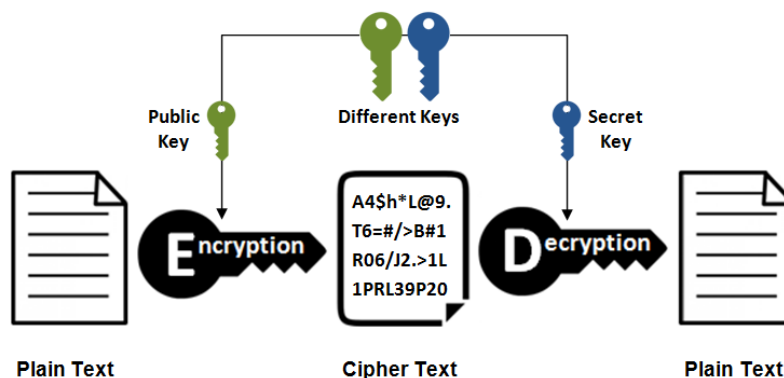 Public
Key
Different Keys
Secret
Key
Encryption
A4$h*L@9.
T6=#/>B#1
R06/J2.>1L
1PRL39P20
Decryption
Plain Text
Cipher Text
Plain Text